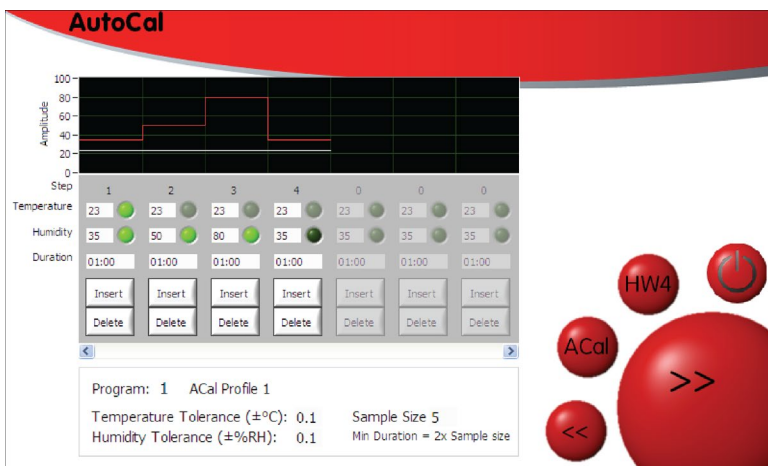 AutoCal
100
80
60
40
20
0
Amplitude
Step 1 2 3 4 0 0 0
Temperature 23 23 23 23 23 23 23
Humidity 35 50 80 35 35 35 35
Duration 01:00 01:00 01:00 01:00 01:00 01:00 01:00
Insert Insert Insert Insert Insert Insert Insert
Delete Delete Delete Delete Delete Delete Delete
Program: 1 ACal Profile 1
Temperature Tolerance (±ºC): 0.1 Sample Size 5
Humidity Tolerance (±%RH): 0.1 Min Duration = 2x Sample size
HW4
ACal
>>
<<